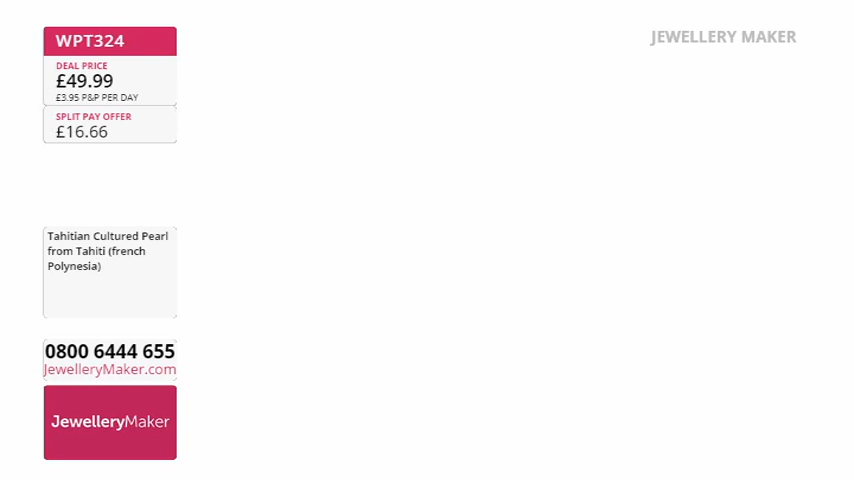 WPT324
JEWELLERY MAKER
DEAL PRICE
£49.99
£3.95 P&P PER DAY
SPLIT PAY OFFER
£16.66
Tahitian Cultured Pearl
from Tahiti (french
Polynesia)
0800 6444 655
JewelleryMaker.com
JewelleryMaker